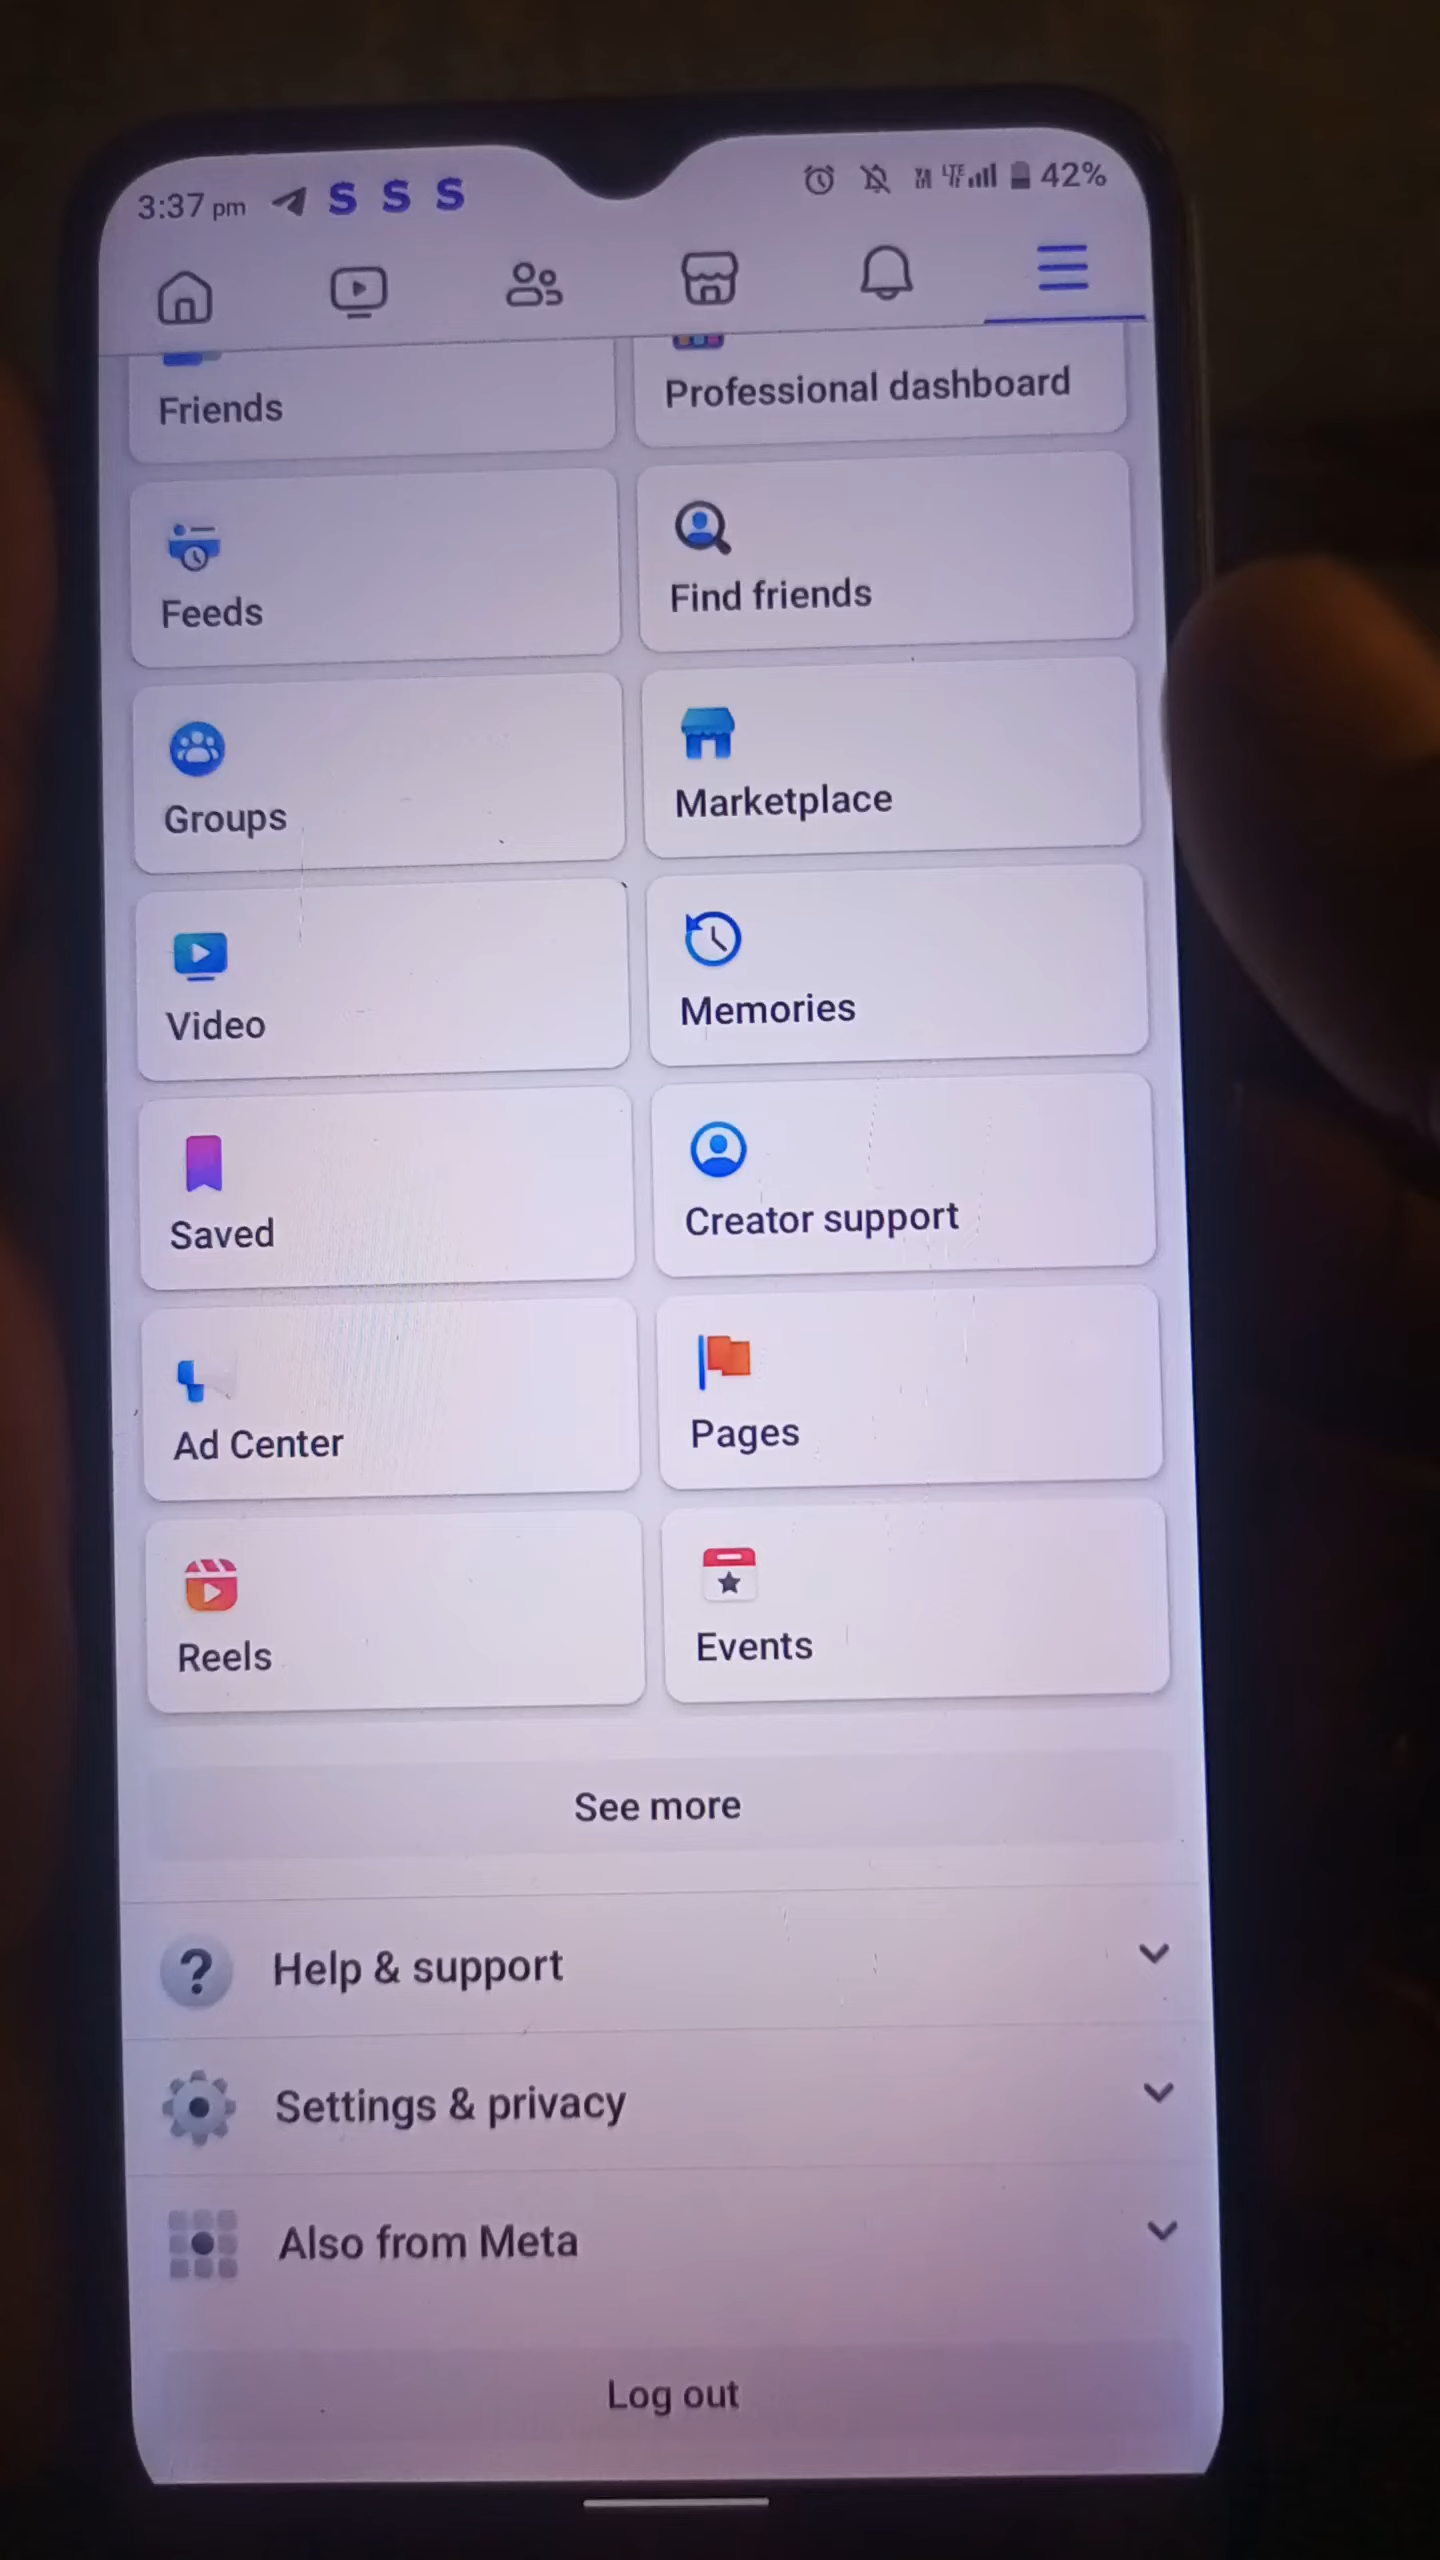 3:37 pm S S S 42%
Friends
Professional dashboard
Feeds
Find friends
Groups
Marketplace
Video
Memories
Saved
Creator support
Ad Center
Pages
Reels
Events
See more
? Help & support
Settings & privacy
Also from Meta
Log out